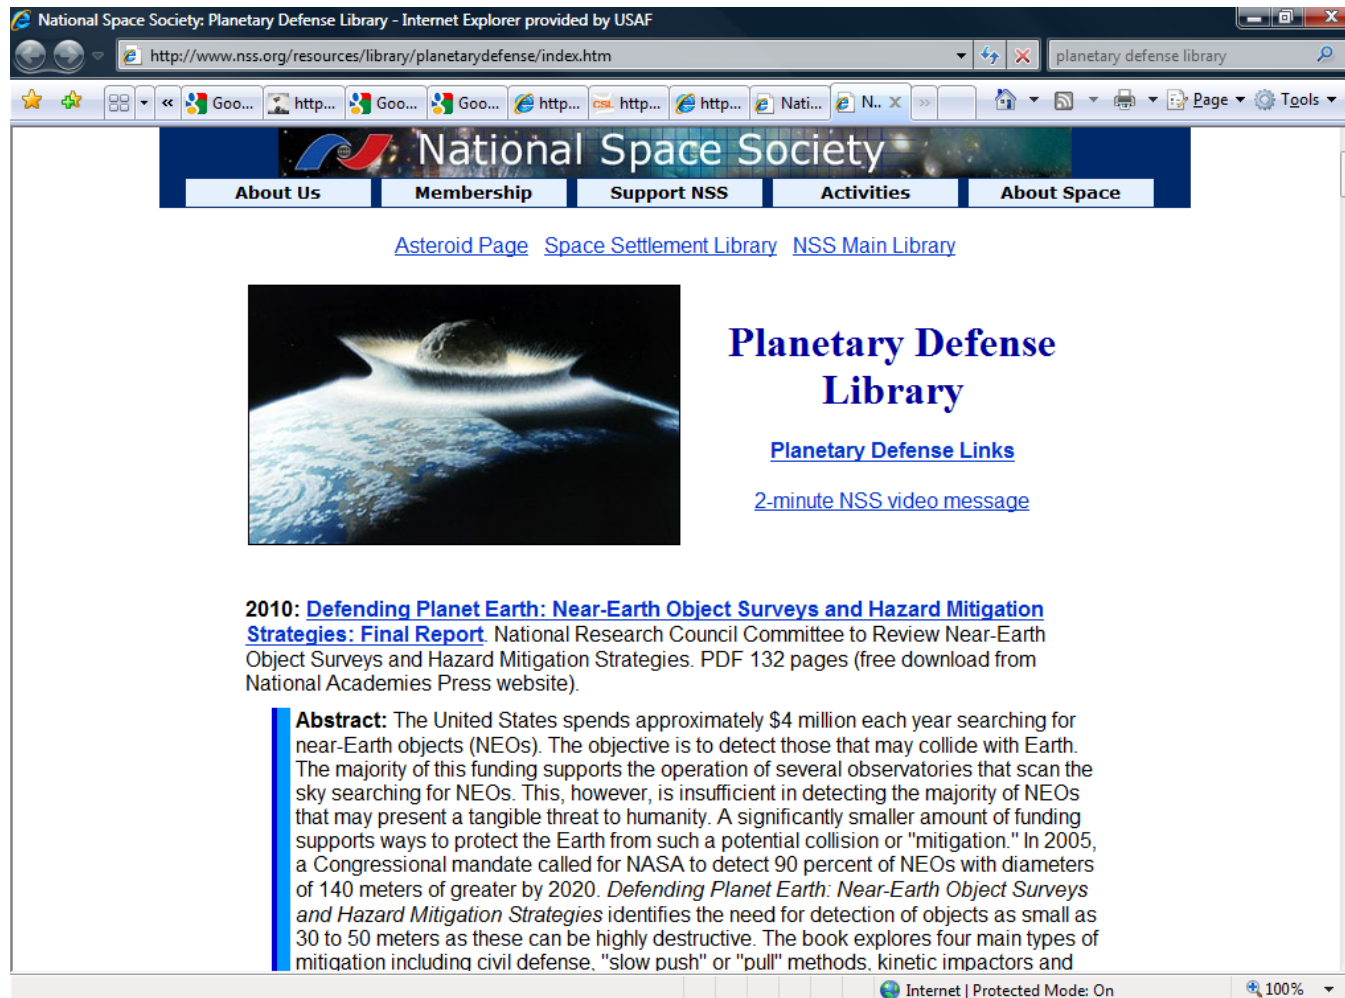 National Space Society: Planetary Defense Library - Internet Explorer provided by USAF
http://www.nss.org/resources/library/planetarydefense/index.htm
planetary defense library
Goo... http... Goo... Goo... http... CSL http... http... Nati... N..
Page Tools
National Space Society
About Us Membership Support NSS Activities About Space
Asteroid Page Space Settlement Library NSS Main Library
Planetary Defense
Library
Planetary Defense Links
2-minute NSS video message
2010: Defending Planet Earth: Near-Earth Object Surveys and Hazard Mitigation
Strategies: Final Report. National Research Council Committee to Review Near-Earth
Object Surveys and Hazard Mitigation Strategies. PDF 132 pages (free download from
National Academies Press website).
Abstract: The United States spends approximately $4 million each year searching for
near-Earth objects (NEOs). The objective is to detect those that may collide with Earth.
The majority of this funding supports the operation of several observatories that scan the
sky searching for NEOs. This, however, is insufficient in detecting the majority of NEOs
that may present a tangible threat to humanity. A significantly smaller amount of funding
supports ways to protect the Earth from such a potential collision or "mitigation." In 2005,
a Congressional mandate called for NASA to detect 90 percent of NEOs with diameters
of 140 meters of greater by 2020. Defending Planet Earth: Near-Earth Object Surveys
and Hazard Mitigation Strategies identifies the need for detection of objects as small as
30 to 50 meters as these can be highly destructive. The book explores four main types of
mitigation including civil defense, "slow push" or "pull" methods, kinetic impactors and
Internet | Protected Mode: On 100%